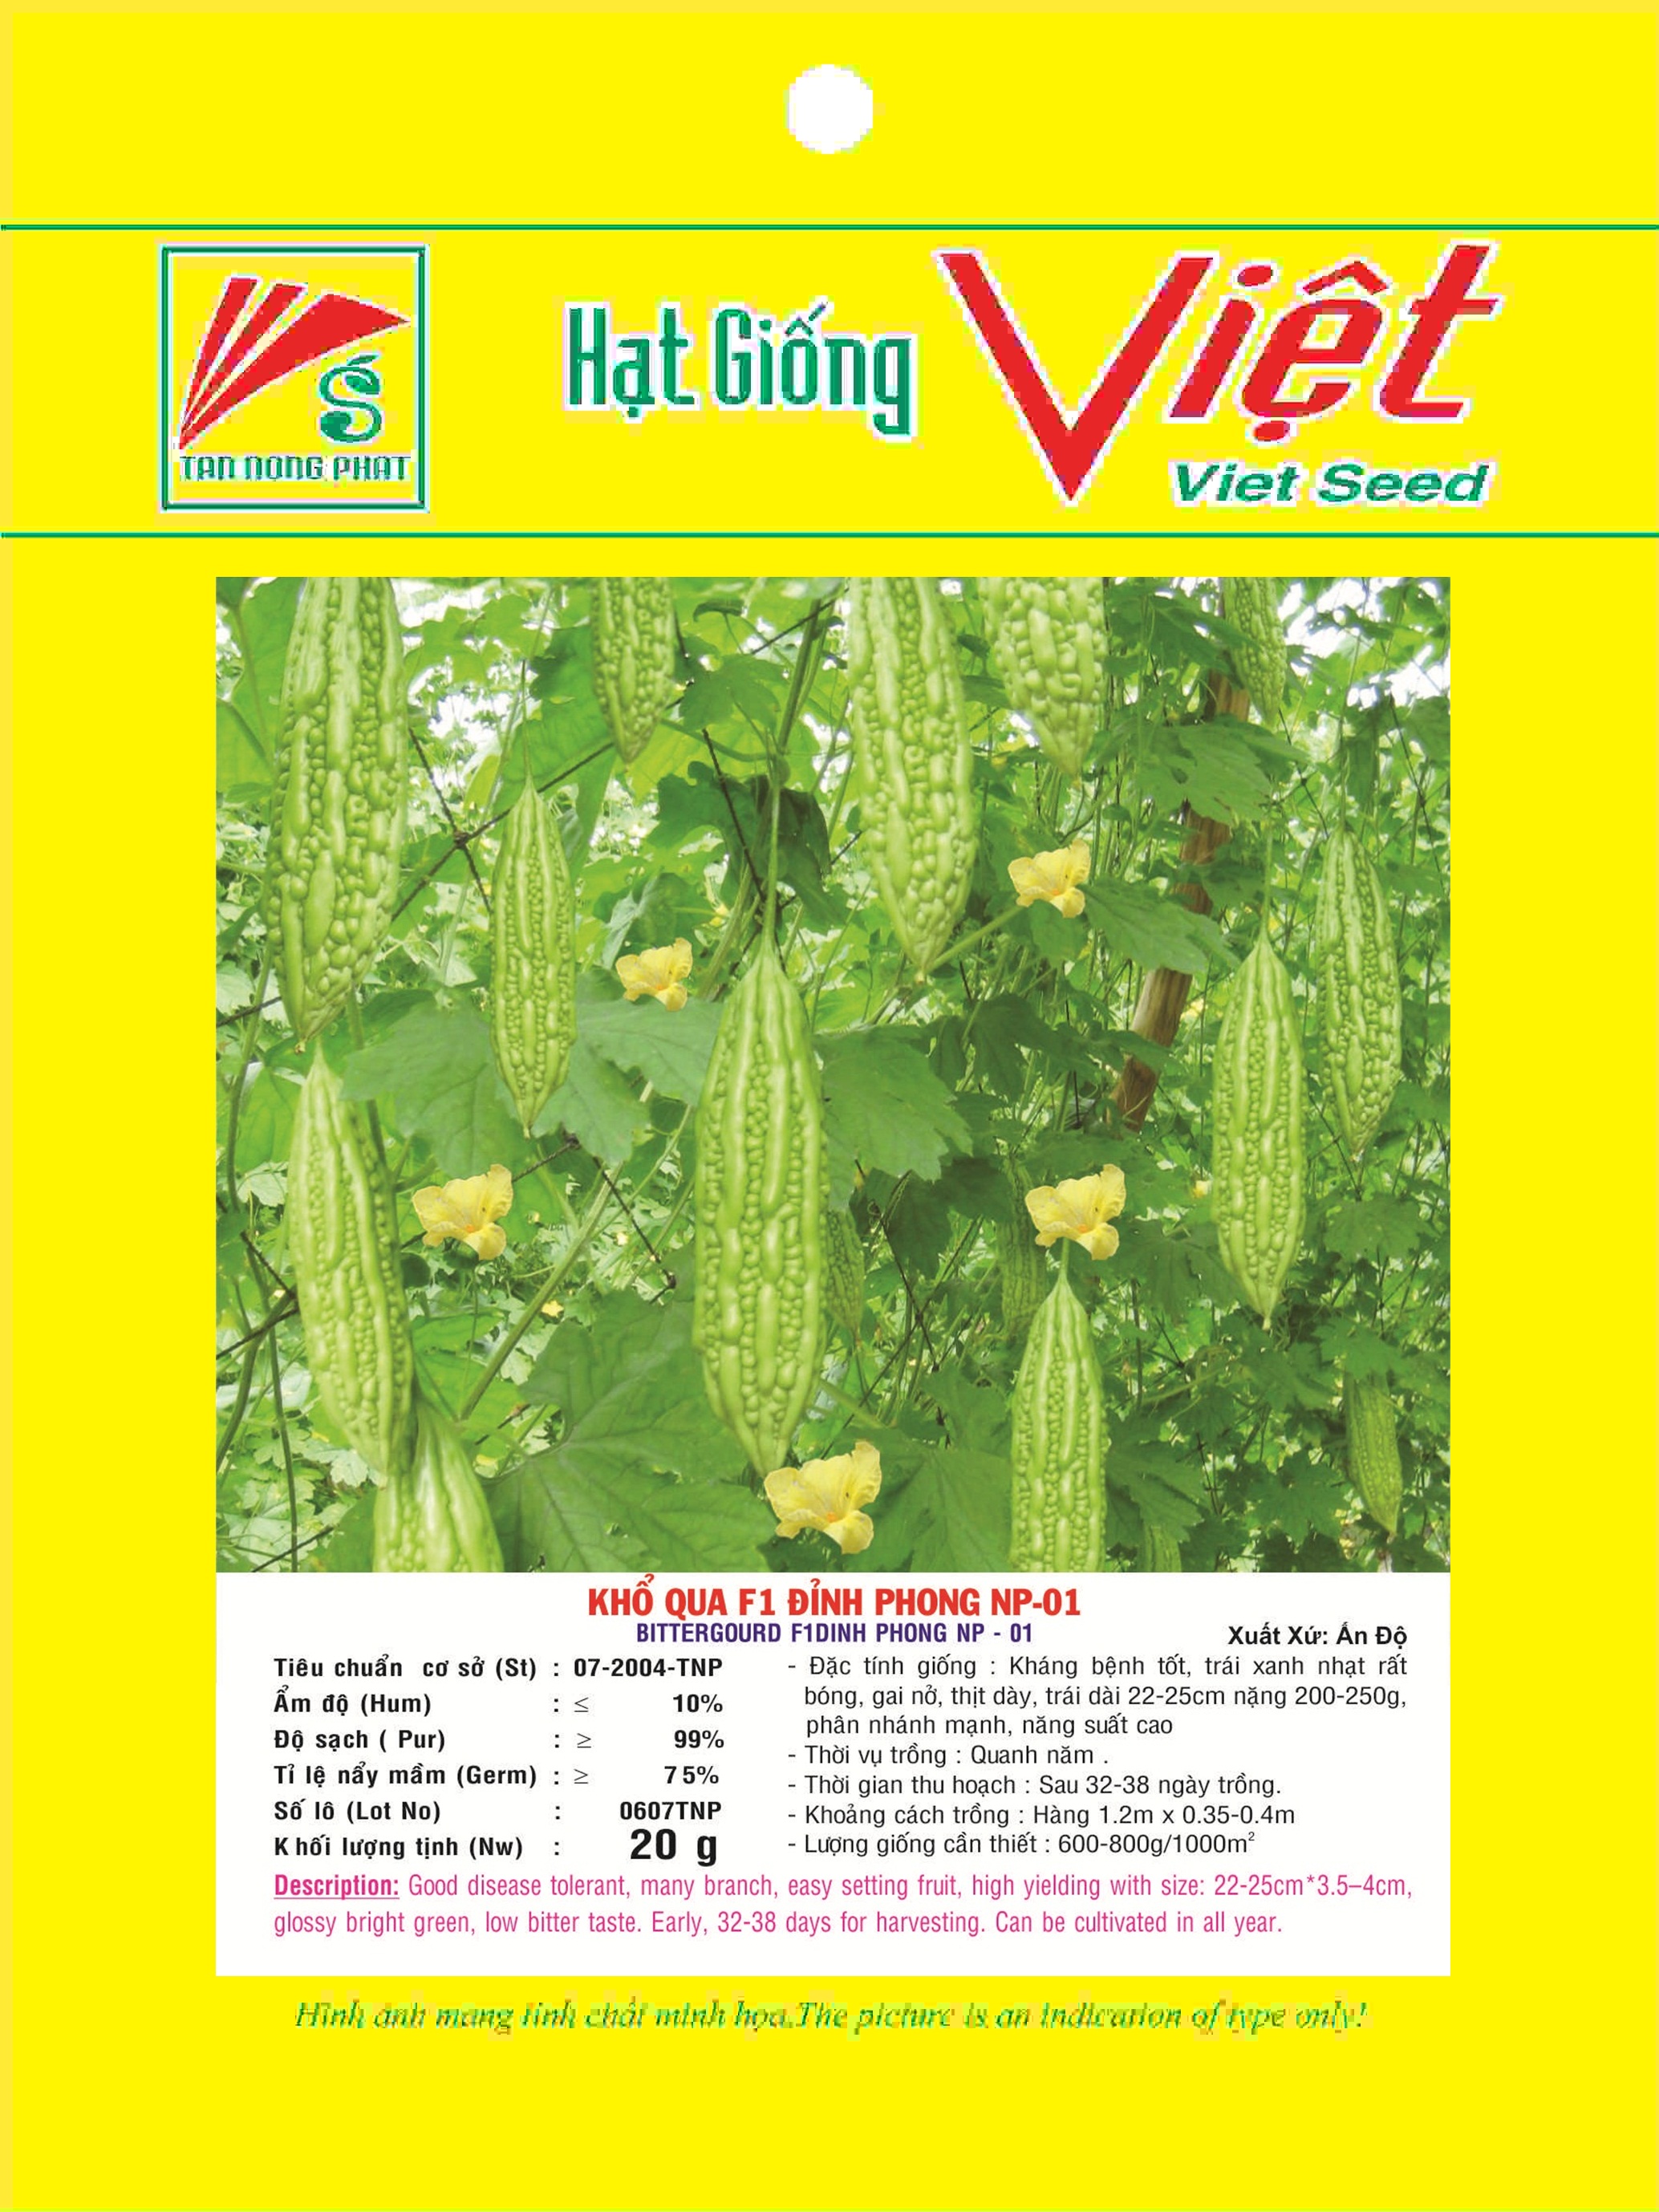 Hạt Giống Việt
Viet Seed
TAN NONG PHAT
KHỔ QUA F1 ĐỈNH PHONG NP-01
BITTERGOURD F1DINH PHONG NP - 01
Xuất Xứ: Ấn Độ
Tiêu chuẩn cơ sở (St) : 07-2004-TNP
Ẩm độ (Hum) : ≤ 10%
Độ sạch ( Pur) : ≥ 99%
Tỉ lệ nẩy mầm (Germ) : ≥ 75%
Số lô (Lot No) : 0607TNP
Khối lượng tịnh (Nw) : 20 g
- Đặc tính giống : Kháng bệnh tốt, trái xanh nhạt rất
bóng, gai nở, thịt dày, trái dài 22-25cm nặng 200-250g,
phân nhánh mạnh, năng suất cao
- Thời vụ trồng : Quanh năm .
- Thời gian thu hoạch : Sau 32-38 ngày trồng.
- Khoảng cách trồng : Hàng 1.2m x 0.35-0.4m
- Lượng giống cần thiết : 600-800g/1000m²
Description: Good disease tolerant, many branch, easy setting fruit, high yielding with size: 22-25cm*3.5–4cm,
glossy bright green, low bitter taste. Early, 32-38 days for harvesting. Can be cultivated in all year.
Hình ảnh mang tính chất minh họa.The picture is an indication of type only!